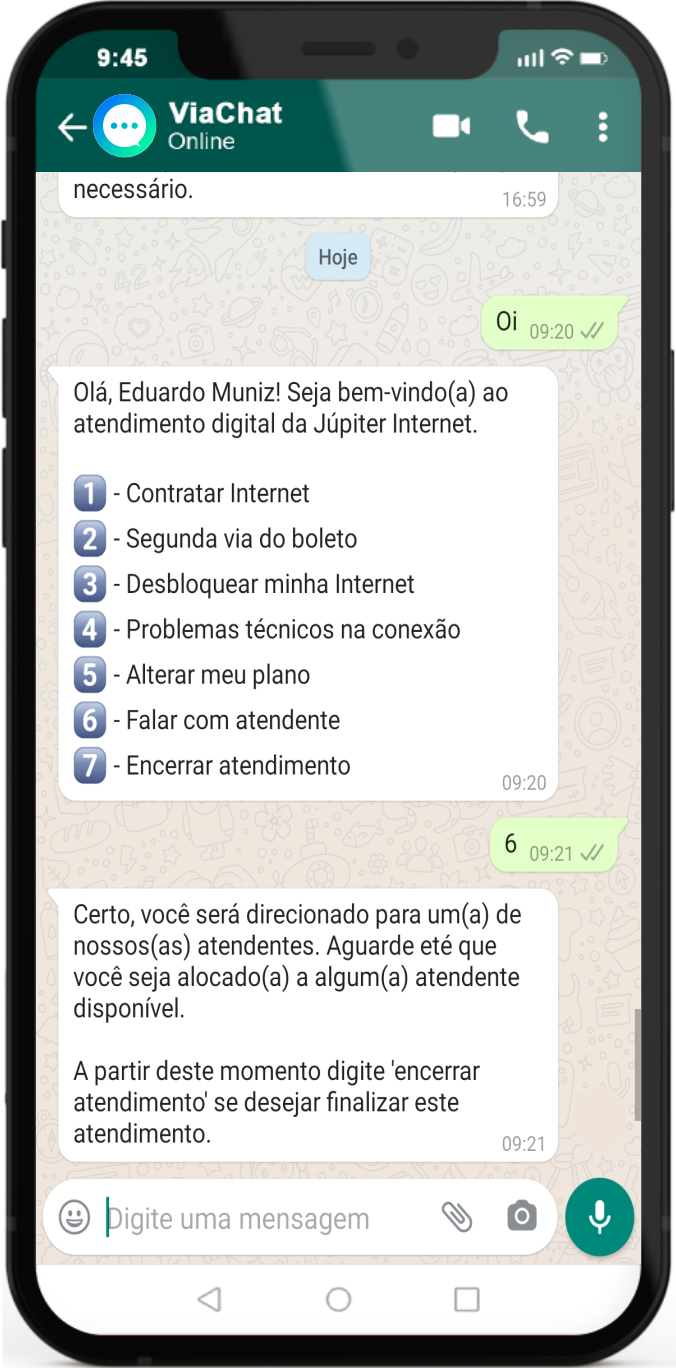 9:45
ViaChat
Online
necessário.
16:59
Hoje
Oi 09:20
Olá, Eduardo Muniz! Seja bem-vindo(a) ao
atendimento digital da Júpiter Internet.
1 - Contratar Internet
2 - Segunda via do boleto
3 - Desbloquear minha Internet
4 - Problemas técnicos na conexão
5 - Alterar meu plano
6 - Falar com atendente
7 - Encerrar atendimento
09:20
6 09:21
Certo, você será direcionado para um(a) de
nossos(as) atendentes. Aguarde eté que
você seja alocado(a) a algum(a) atendente
disponível.
A partir deste momento digite 'encerrar
atendimento' se desejar finalizar este
atendimento.
09:21
Digite uma mensagem